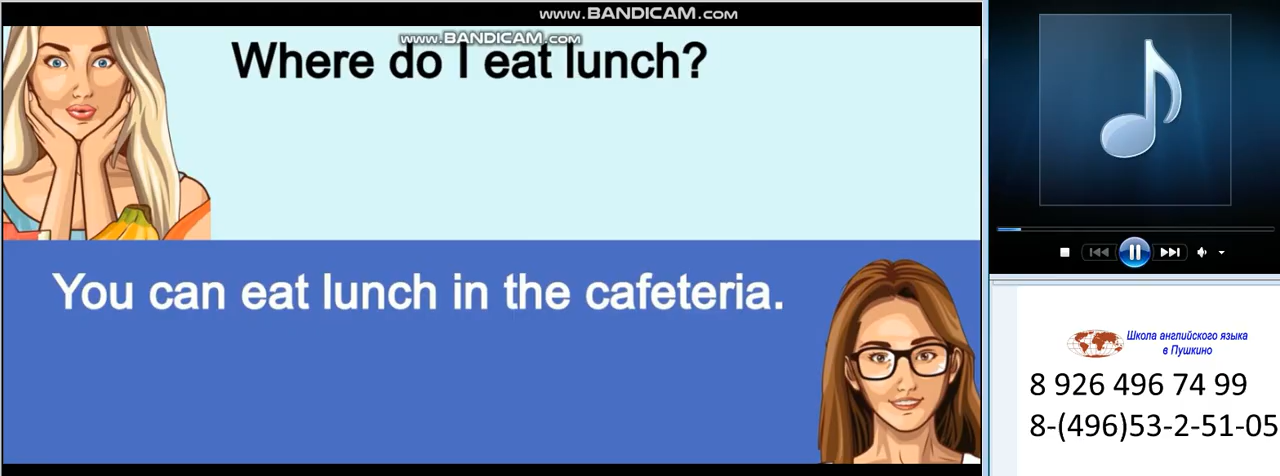 www.BANDICAM.com
www.BANDICAM.com
Where do I eat lunch?
You can eat lunch in the cafeteria.
Школа английского языка
в Пушкино
8 926 496 74 99
8-(496)53-2-51-05